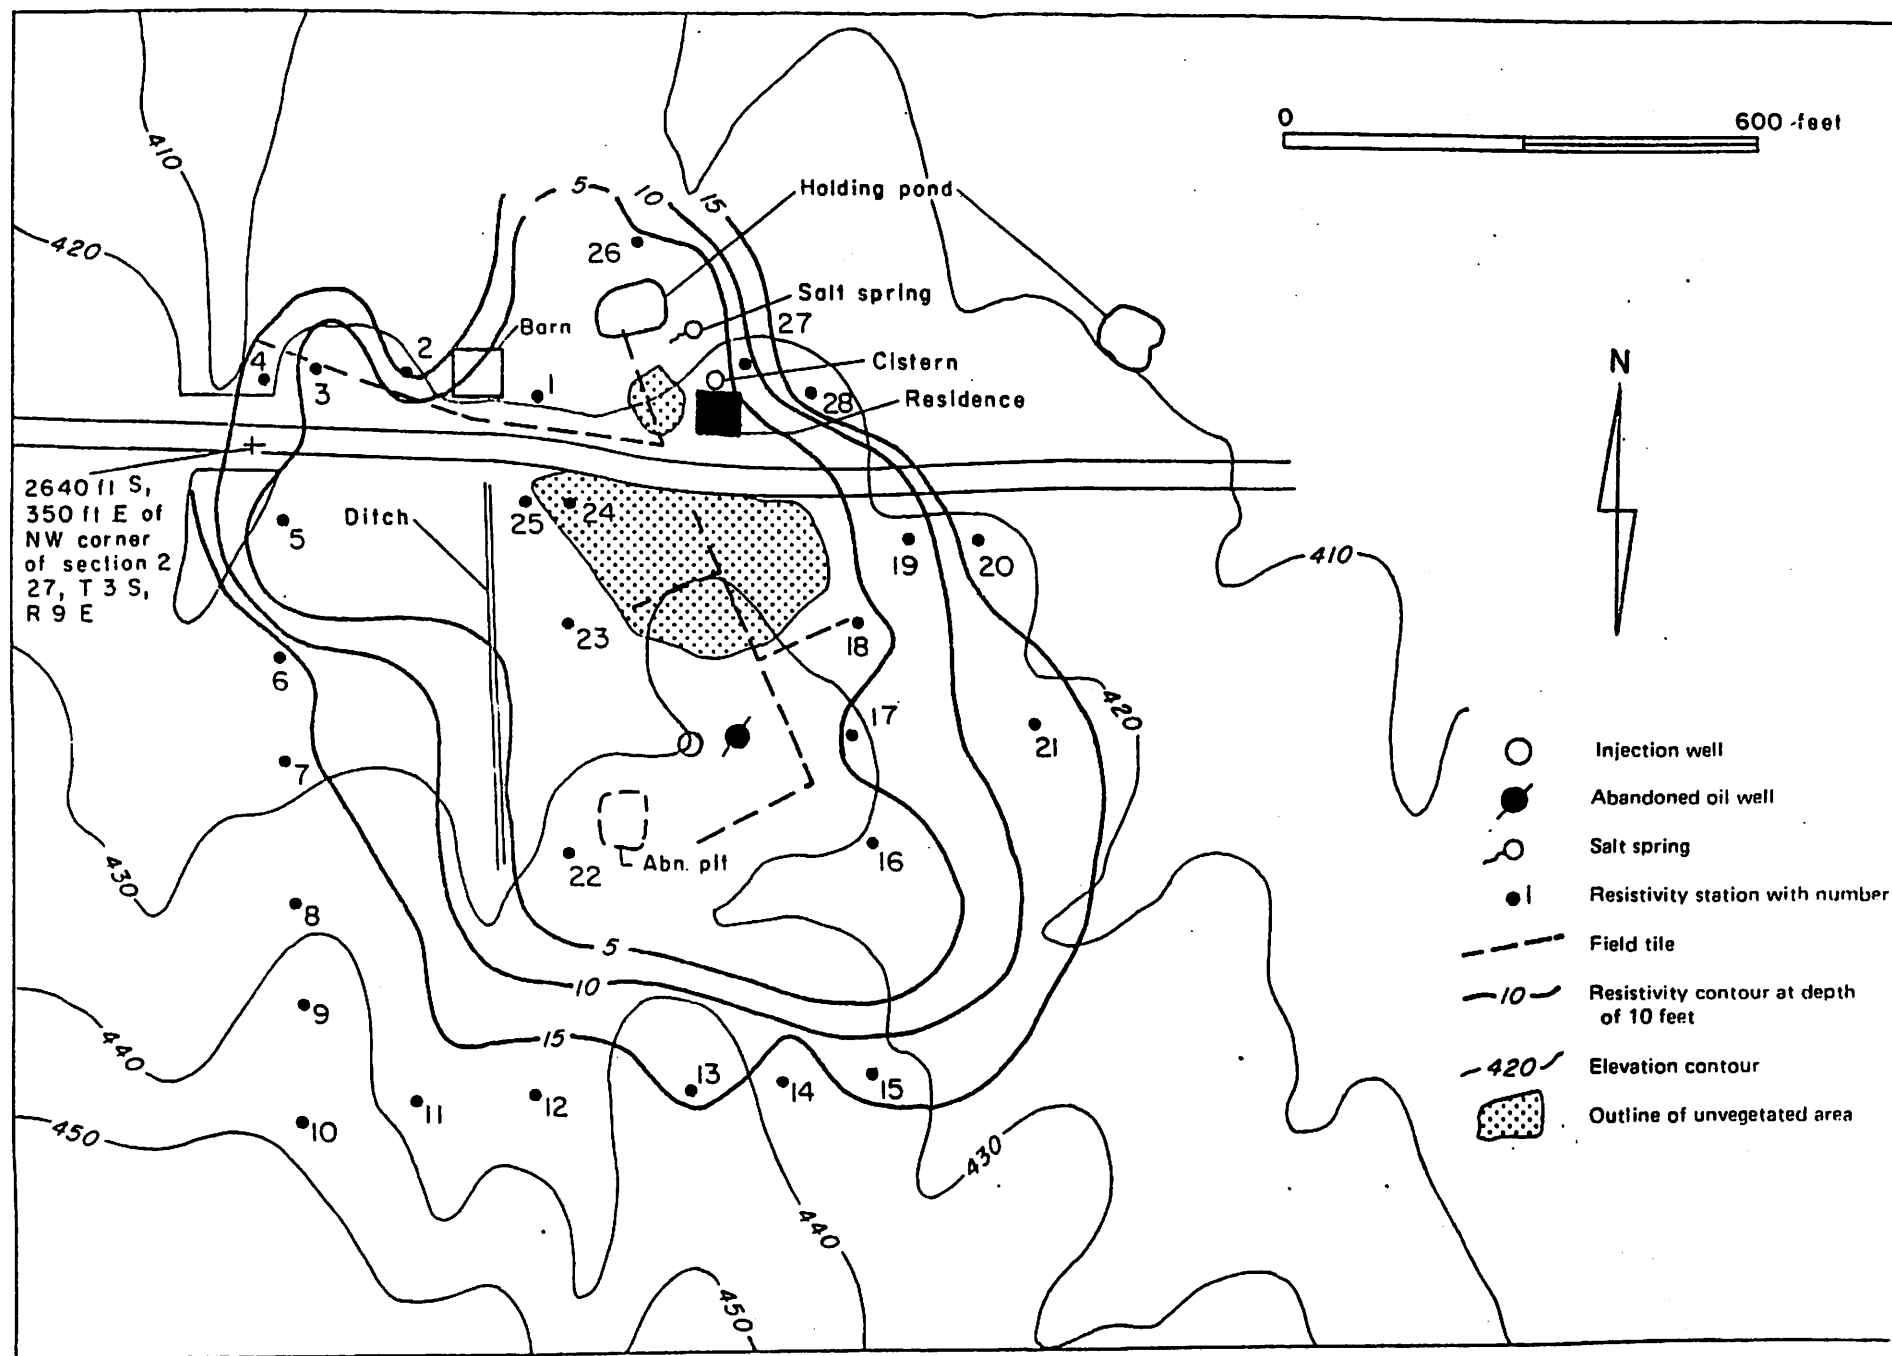 0
600 feet
410
5
10
15
Holding pond
26
420
Salt spring
27
Barn
2
4
3
1
Cistern
28
Residence
N
2640 ft S,
350 ft E of
NW corner
of section 2
27, T 3 S,
R 9 E
Ditch
5
25
24
19
20
410
23
18
6
17
420
21
7
Injection well
Abandoned oil well
Salt spring
1
Resistivity station with number
Field tile
10
Resistivity contour at depth
of 10 feet
420
Elevation contour
Outline of unvegetated area
16
22
Abn. pit
430
8
5
10
9
15
440
13
14
15
12
11
10
450
430
440
450